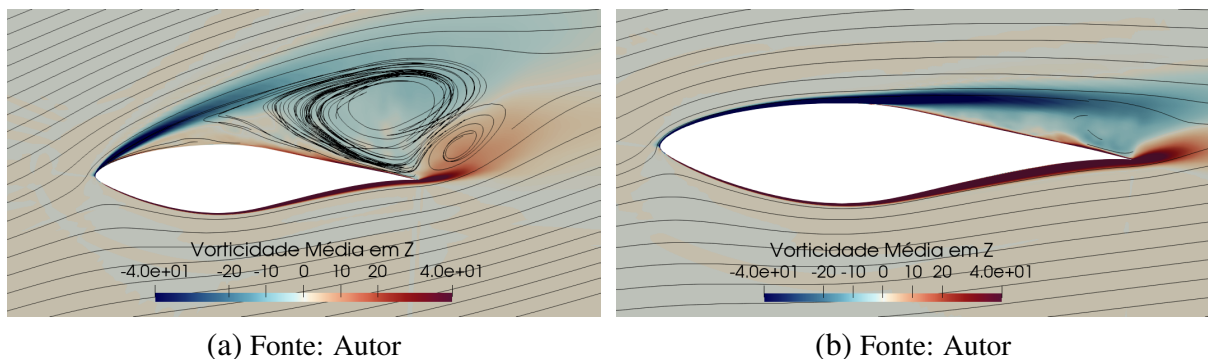 Vorticidade Média em Z
-4.0e+01 -20 -10 0 10 20 4.0e+01
(a) Fonte: Autor
Vorticidade Média em Z
-4.0e+01 -20 -10 0 10 20 4.0e+01
(b) Fonte: Autor